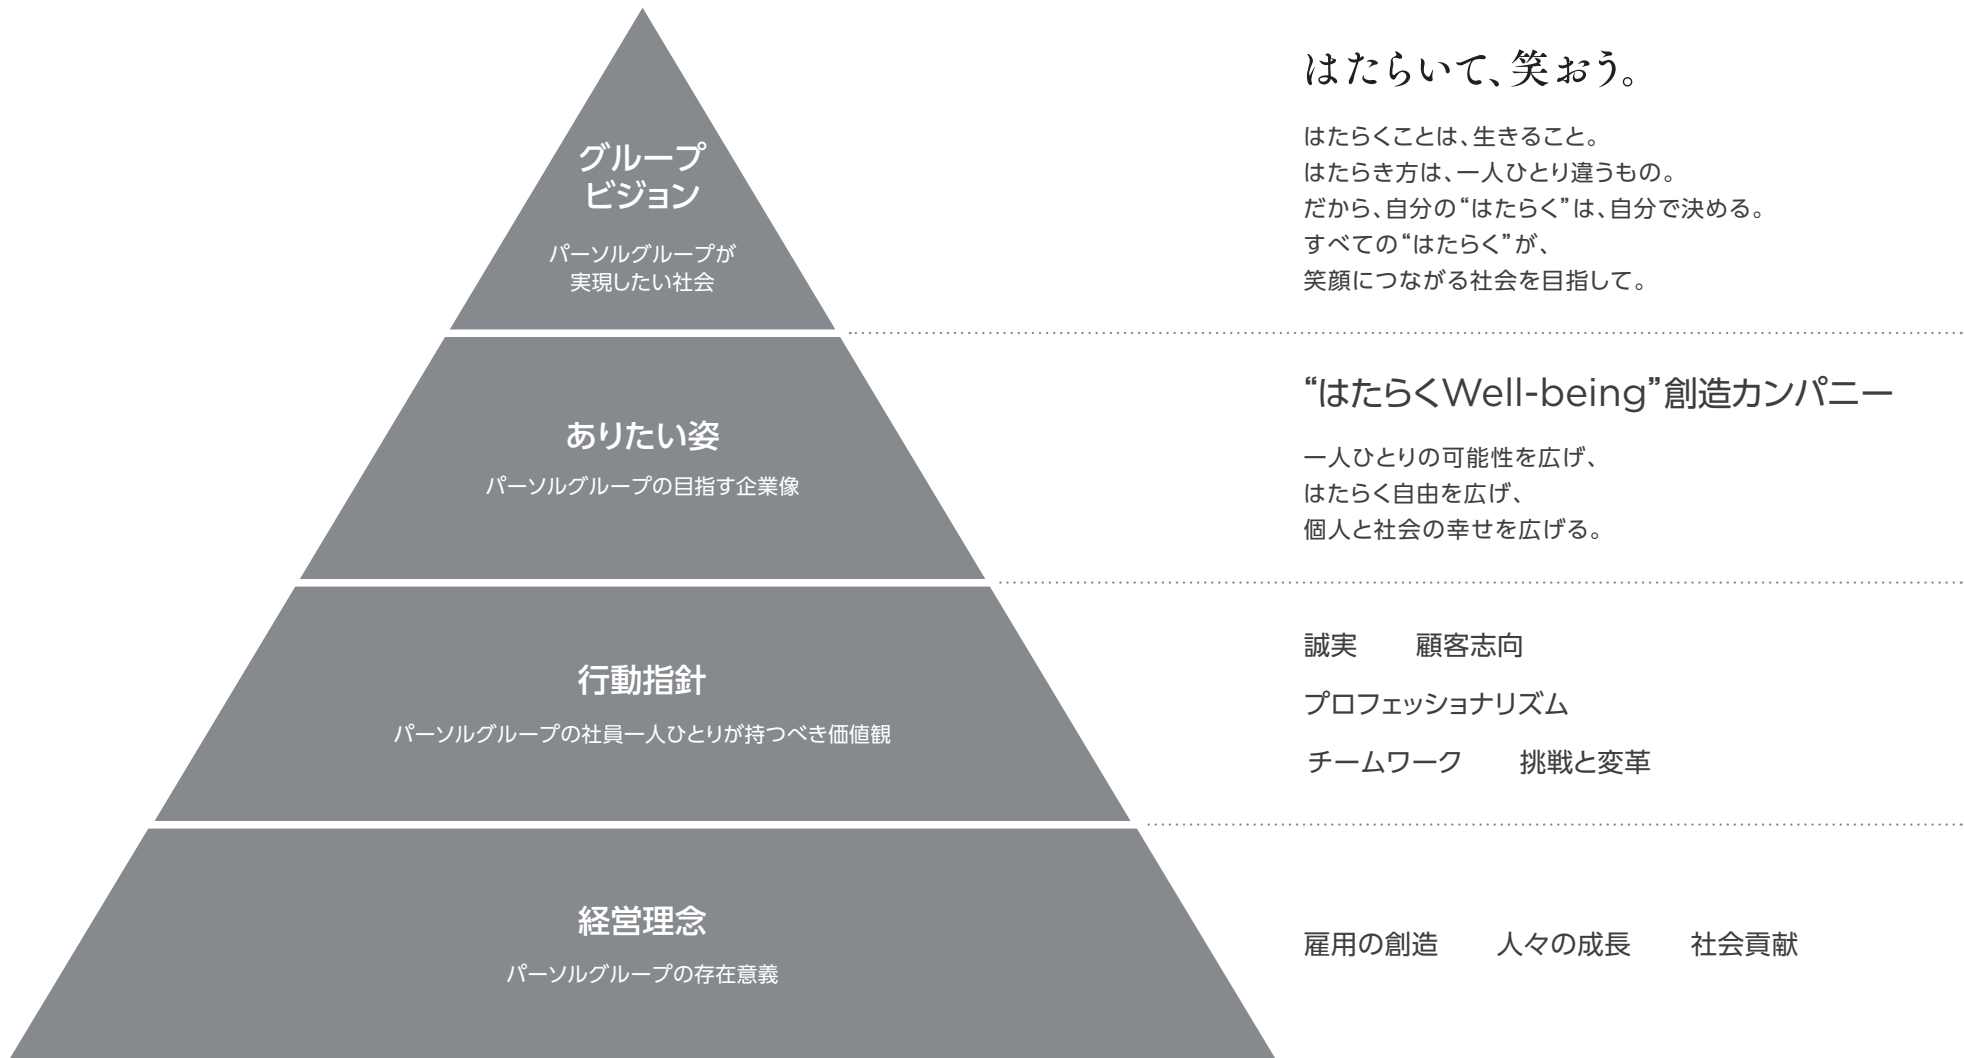 グループ
ビジョン
パーソルグループが
実現したい社会
はたらいて、笑おう。
はたらくことは、生きること。
はたらき方は、一人ひとり違うもの。
だから、自分の“はたらく”は、自分で決める。
すべての“はたらく”が、
笑顔につながる社会を目指して。
ありたい姿
パーソルグループの目指す企業像
“はたらくWell-being”創造カンパニー
一人ひとりの可能性を広げ、
はたらく自由を広げ、
個人と社会の幸せを広げる。
行動指針
パーソルグループの社員一人ひとりが持つべき価値観
誠実 顧客志向
プロフェッショナリズム
チームワーク 挑戦と変革
経営理念
パーソルグループの存在意義
雇用の創造 人々の成長 社会貢献